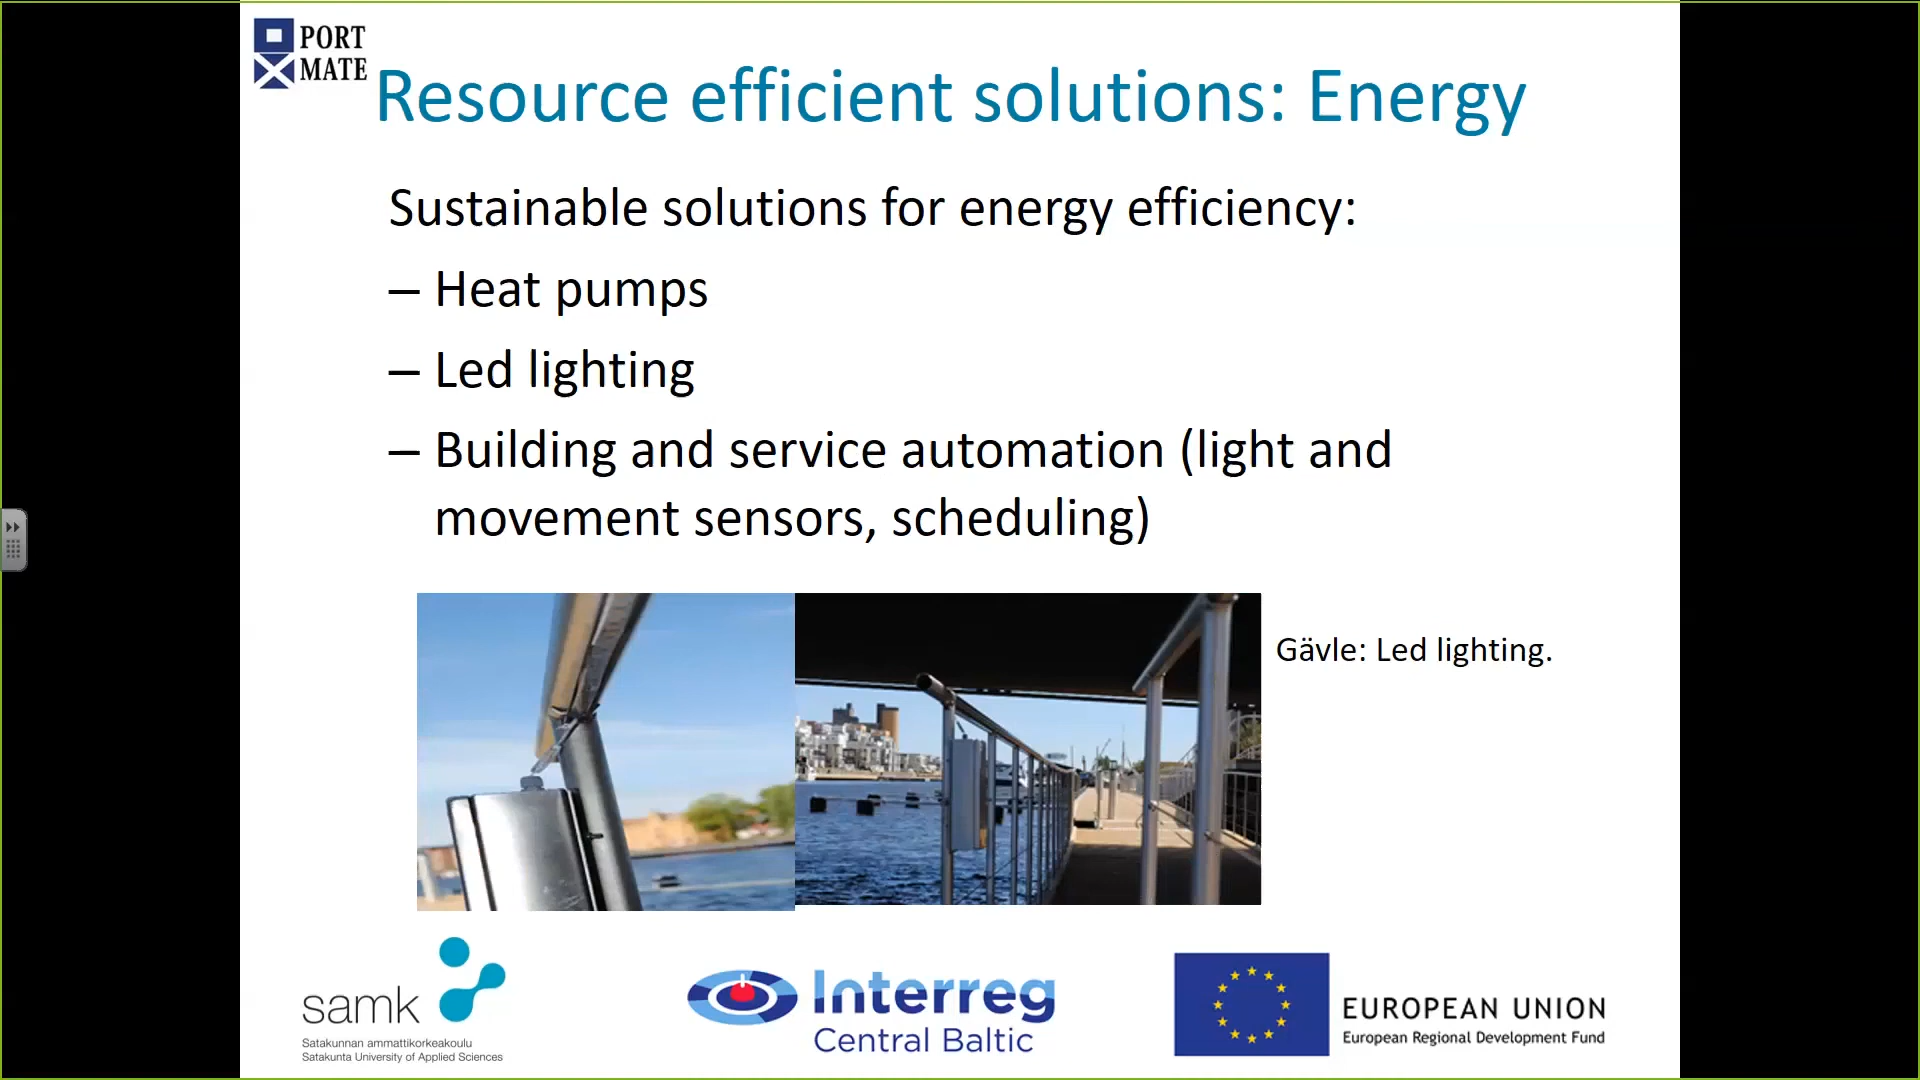 PORT
MATE
Resource efficient solutions: Energy
Sustainable solutions for energy efficiency:
– Heat pumps
– Led lighting
– Building and service automation (light and
movement sensors, scheduling)
Gävle: Led lighting.
samk
Satakunnan ammattikorkeakoulu
Satakunta University of Applied Sciences
Interreg
Central Baltic
EUROPEAN UNION
European Regional Development Fund